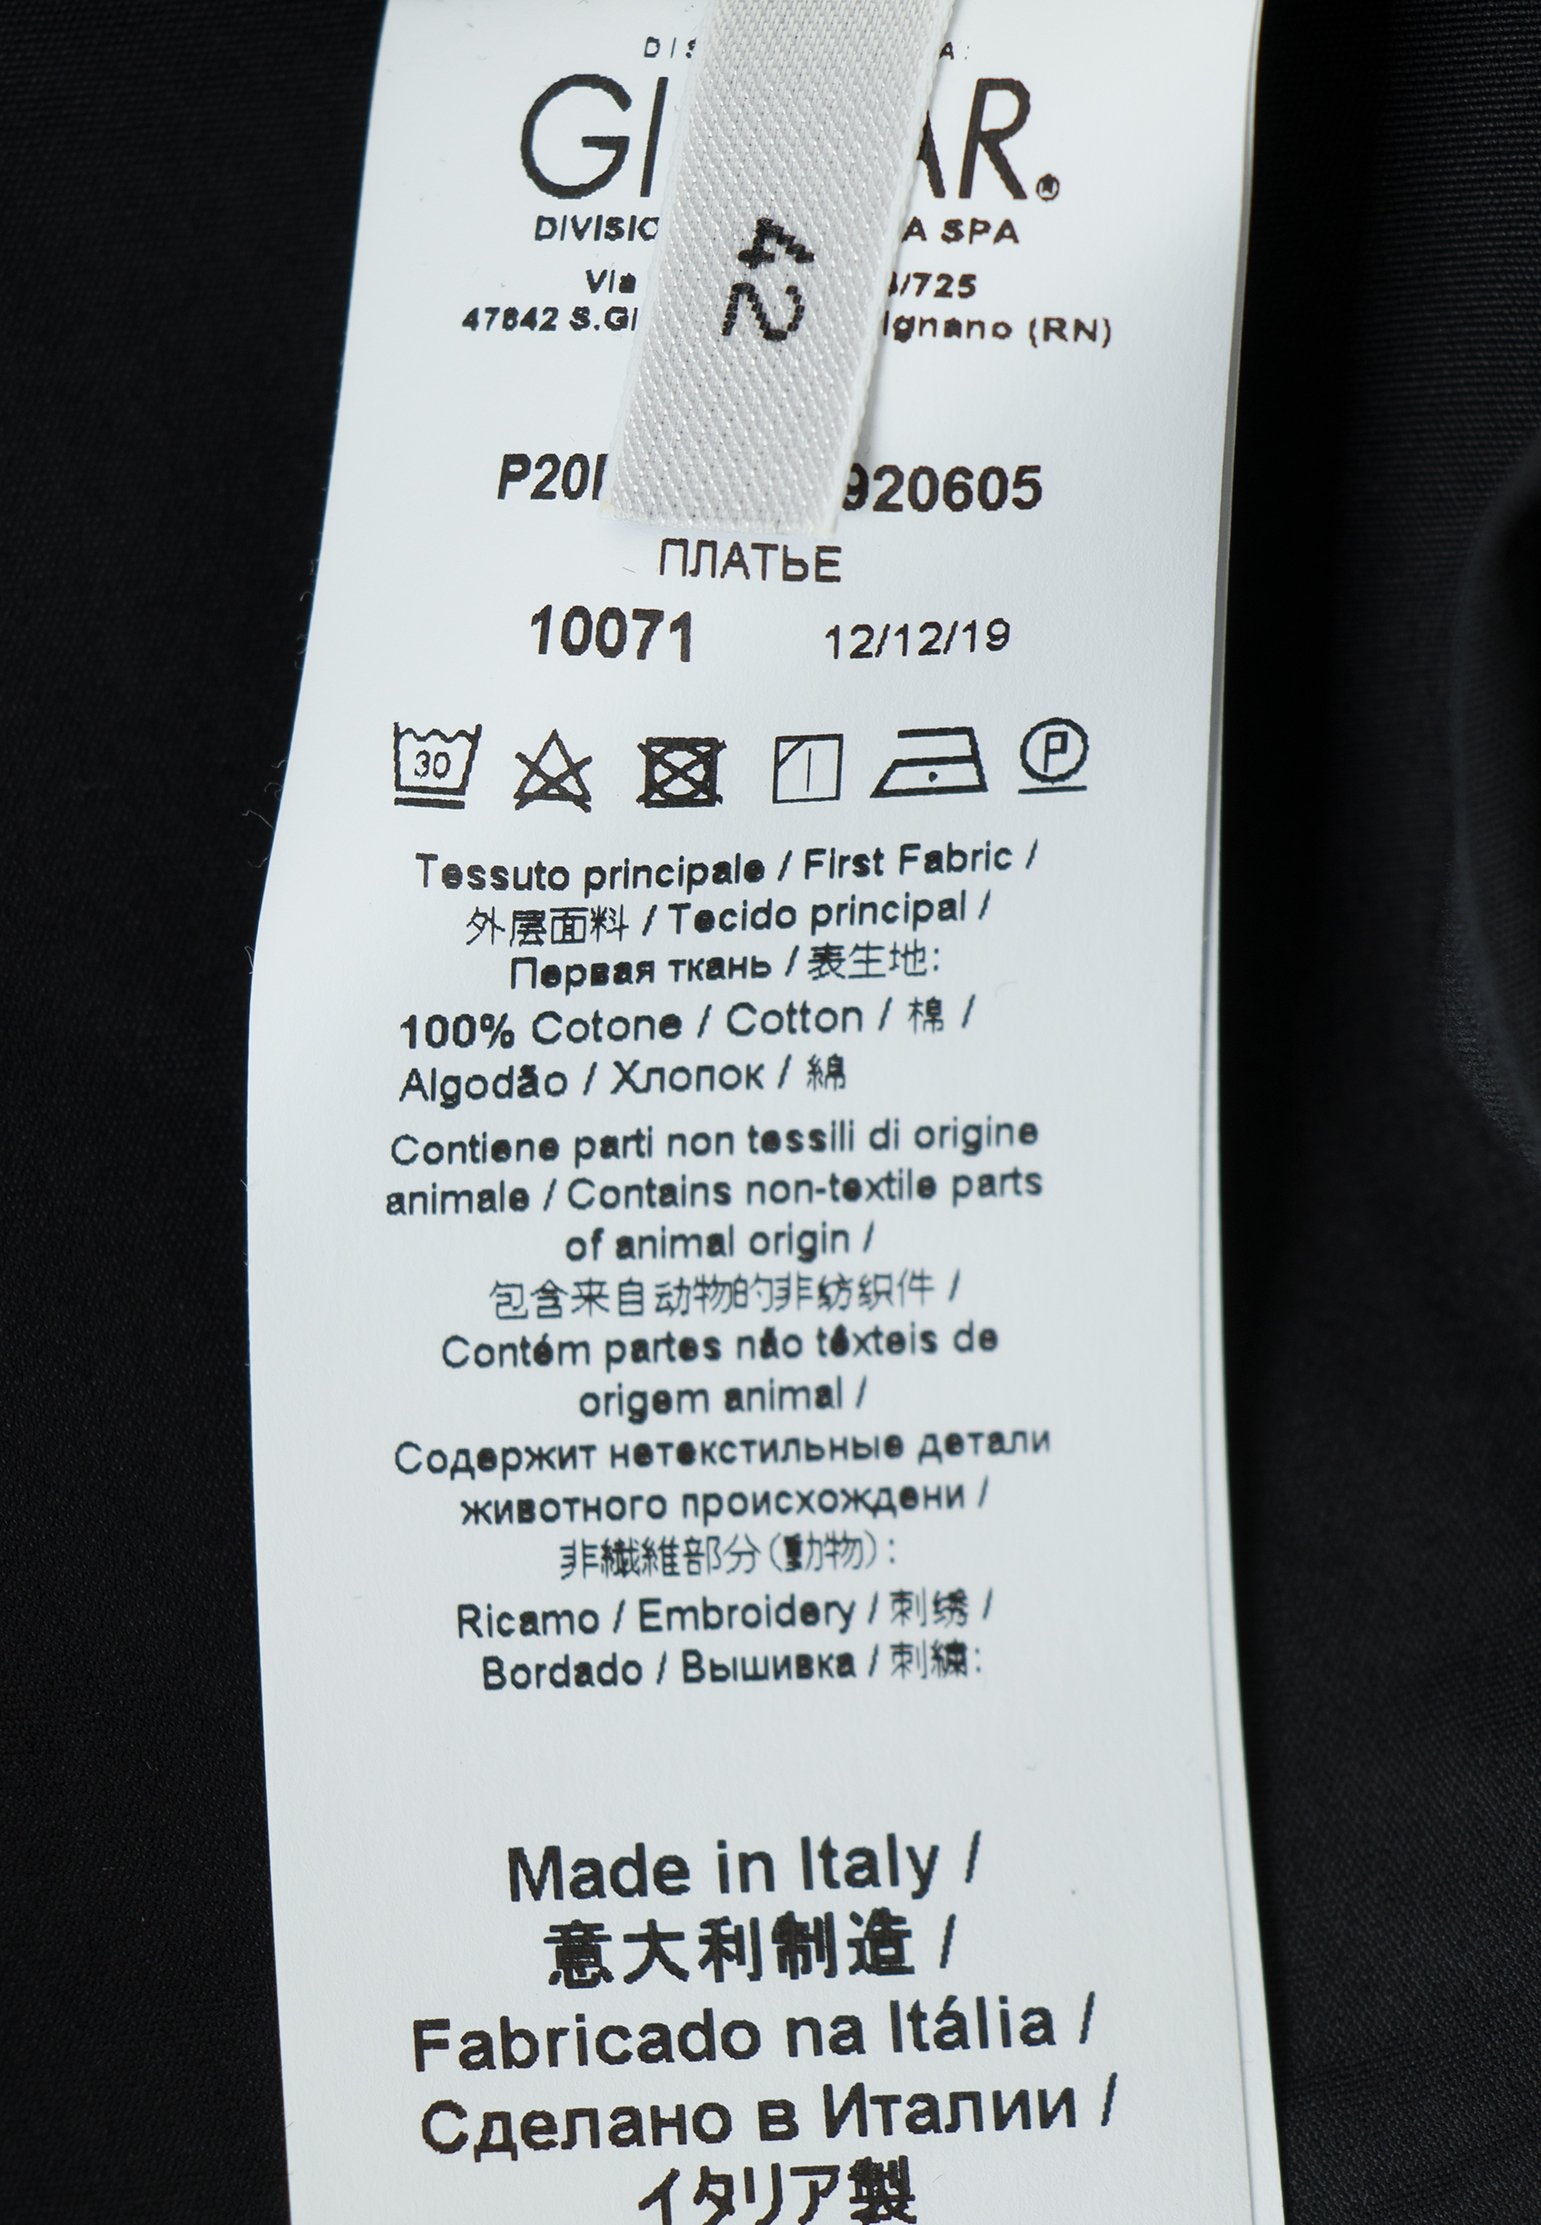 GI AR®
A SPA
Via /725
47842 S.GI ignano (RN)
42
P20 920605
ПЛАТЬЕ
10071 12/12/19
30 P
Tessuto principale / First Fabric /
外层面料 / Tecido principal /
Первая ткань / 表生地:
100% Cotone / Cotton / 棉 /
Algodão / Хлопок / 綿
Contiene parti non tessili di origine
animale / Contains non-textile parts
of animal origin /
包含来自动物的非纺织件 /
Contém partes não têxteis de
origem animal /
Содержит нетекстильные детали
животного происхождени /
非繊維部分(動物):
Ricamo / Embroidery / 刺绣 /
Bordado / Вышивка / 刺繍:
Made in Italy /
意大利制造 /
Fabricado na Itália /
Сделано в Италии /
イタリア製